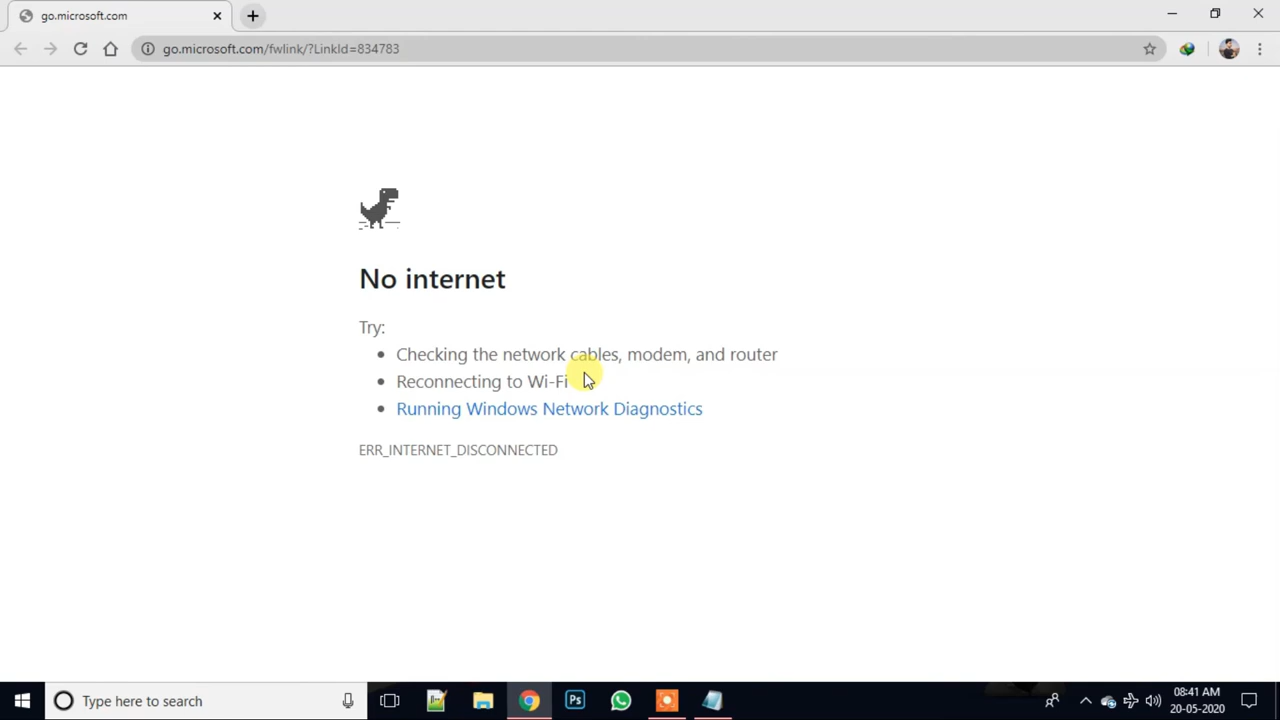 go.microsoft.com
go.microsoft.com/fwlink/?LinkId=834783
No internet
Try:
Checking the network cables, modem, and router
Reconnecting to Wi-Fi
Running Windows Network Diagnostics
ERR_INTERNET_DISCONNECTED
Type here to search
Ps
08:41 AM
20-05-2020